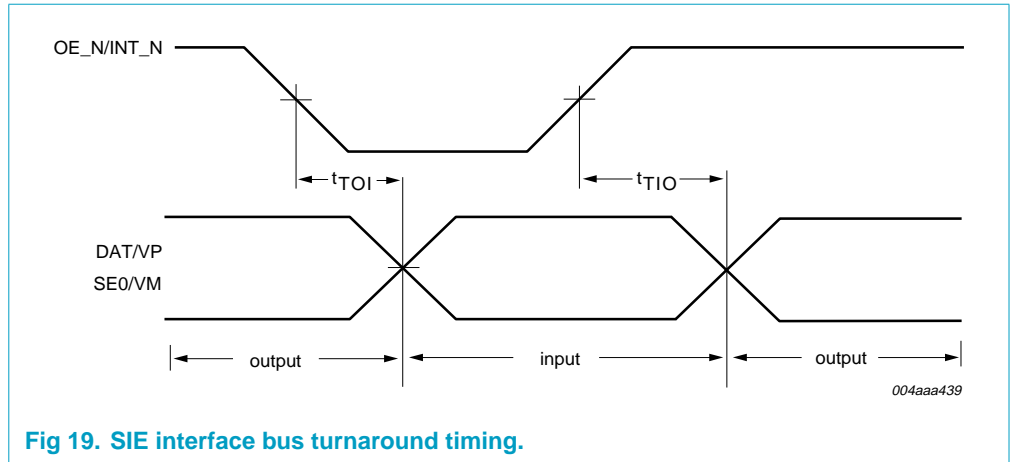 OE_N/INT_N
tTOI
tTIO
DAT/VP
SE0/VM
output
input
output
004aaa439
Fig 19. SIE interface bus turnaround timing.